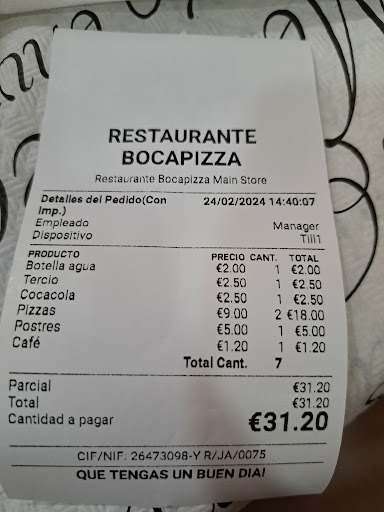 RESTAURANTE
BOCAPIZZA
Restaurante Bocapizza Main Store
Detalles del Pedido(Con 24/02/2024 14:40:07
Imp.)
Empleado Manager
Dispositivo Till1
PRODUCTO PRECIO CANT. TOTAL
Botella agua €2.00 1 €2.00
Tercio €2.50 1 €2.50
Cocacola €2.50 1 €2.50
Pizzas €9.00 2 €18.00
Postres €5.00 1 €5.00
Café €1.20 1 €1.20
Total Cant. 7
Parcial €31.20
Total €31.20
Cantidad a pagar €31.20
CIF/NIF: 26473098-Y R/JA/0075
QUE TENGAS UN BUEN DIA!